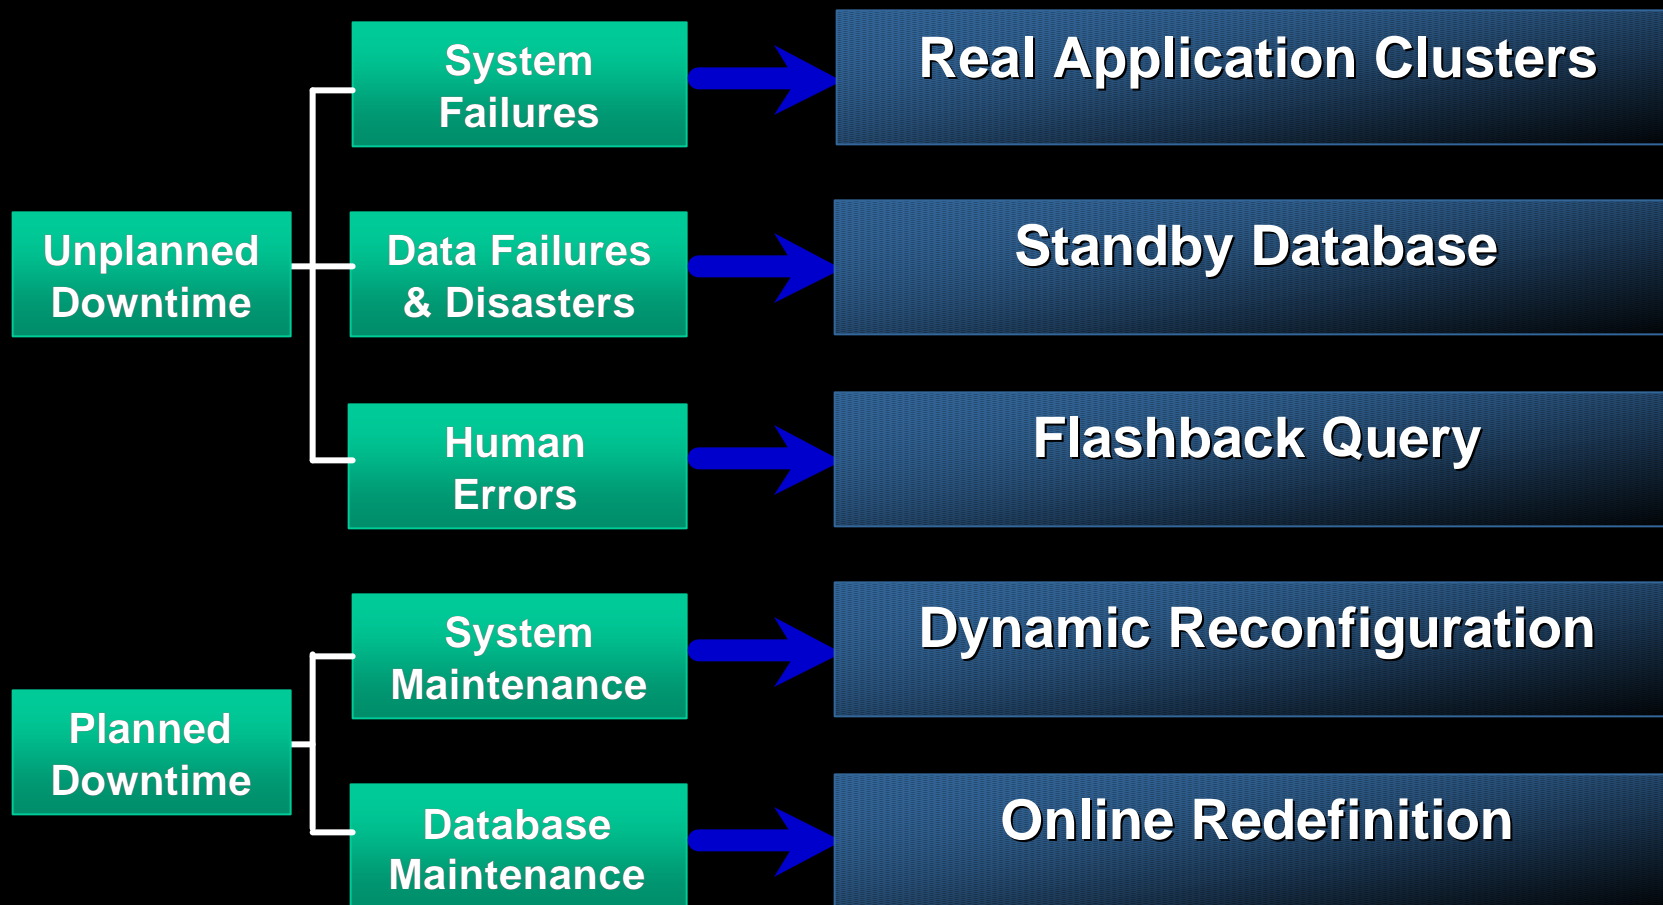 System
Failures
Real Application Clusters
Unplanned
Downtime
Data Failures
& Disasters
Standby Database
Human
Errors
Flashback Query
Planned
Downtime
System
Maintenance
Dynamic Reconfiguration
Database
Maintenance
Online Redefinition